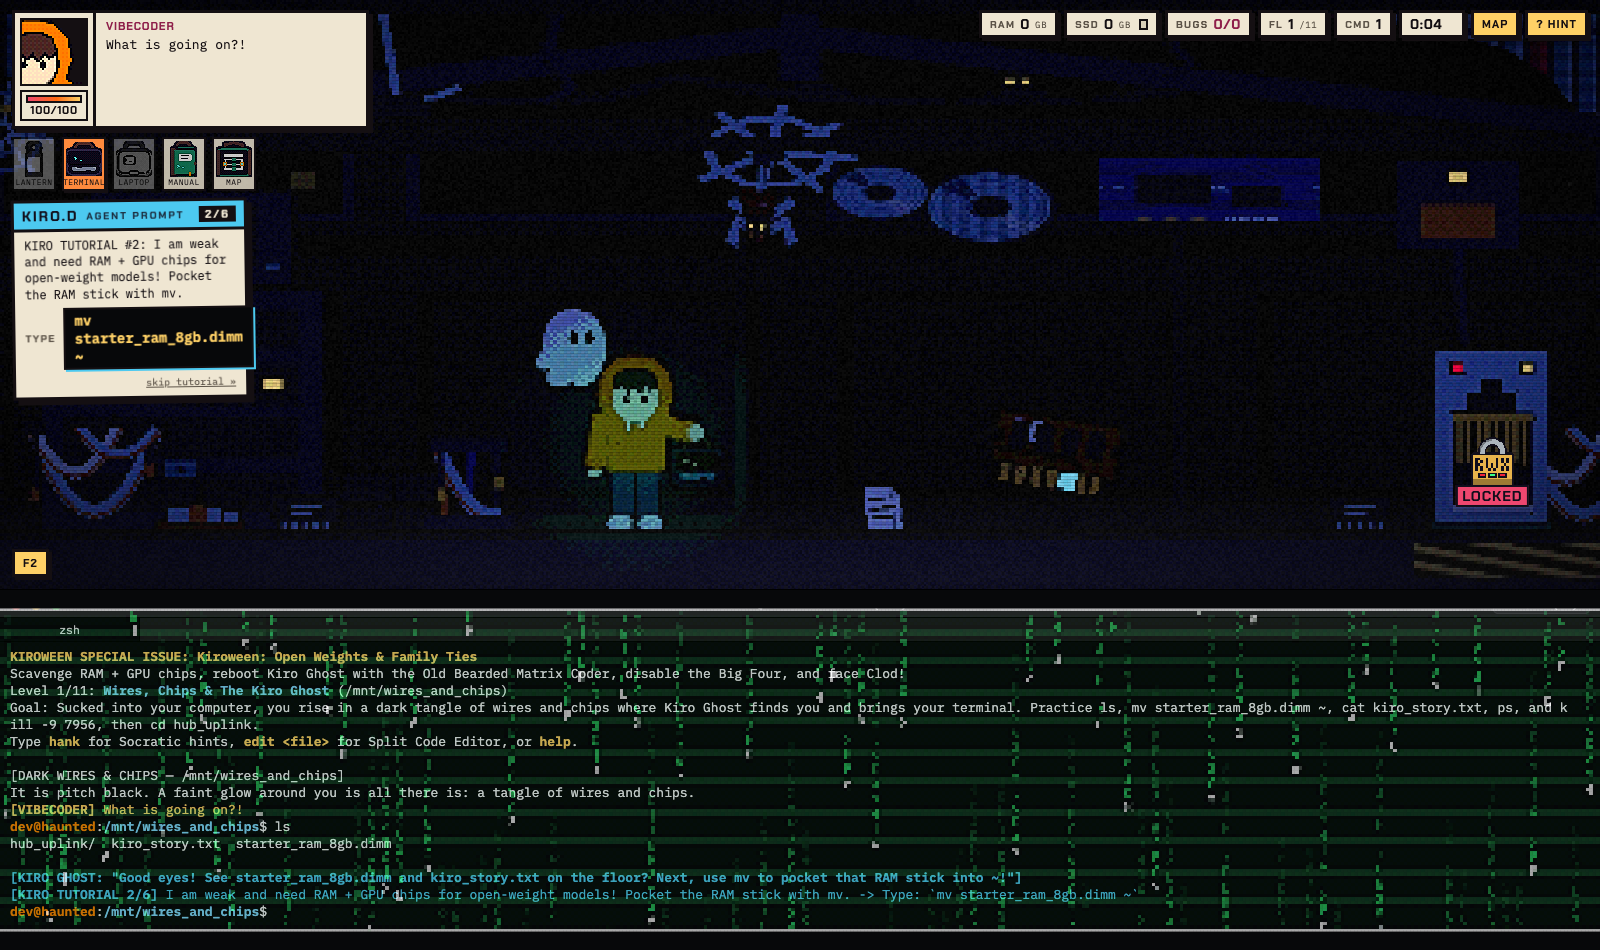 VIBECODER
What is going on?!
100/100
RAM 0 GB
SSD 0 GB
BUGS 0/0
FL 1 /11
CMD 1
0:04
MAP
? HINT
LANTERN
TERMINAL
LAPTOP
MANUAL
MAP
KIRO.D AGENT PROMPT 2/6
KIRO TUTORIAL #2: I am weak
and need RAM + GPU chips for
open-weight models! Pocket
the RAM stick with mv.
TYPE
mv
starter_ram_8gb.dimm
~
skip tutorial »
RWX
LOCKED
F2
zsh
KIROWEEN SPECIAL ISSUE: Kiroween: Open Weights & Family Ties
Scavenge RAM + GPU chips, reboot Kiro Ghost with the Old Bearded Matrix Coder, disable the Big Four, and face Clod!
Level 1/11: Wires, Chips & The Kiro Ghost (/mnt/wires_and_chips)
Goal: Sucked into your computer, you rise in a dark tangle of wires and chips where Kiro Ghost finds you and brings your terminal. Practice ls, mv starter_ram_8gb.dimm ~, cat kiro_story.txt, ps, and k
ill -9 7956, then cd hub_uplink.
Type hank for Socratic hints, edit <file> for Split Code Editor, or help.
[DARK WIRES & CHIPS — /mnt/wires_and_chips]
It is pitch black. A faint glow around you is all there is: a tangle of wires and chips.
[VIBECODER] What is going on?!
dev@haunted:/mnt/wires_and_chips$ ls
hub_uplink/  kiro_story.txt  starter_ram_8gb.dimm
[KIRO GHOST: "Good eyes! See starter_ram_8gb.dimm and kiro_story.txt on the floor? Next, use mv to pocket that RAM stick into ~!"]
[KIRO TUTORIAL 2/6] I am weak and need RAM + GPU chips for open-weight models! Pocket the RAM stick with mv. -> Type: `mv starter_ram_8gb.dimm ~`
dev@haunted:/mnt/wires_and_chips$